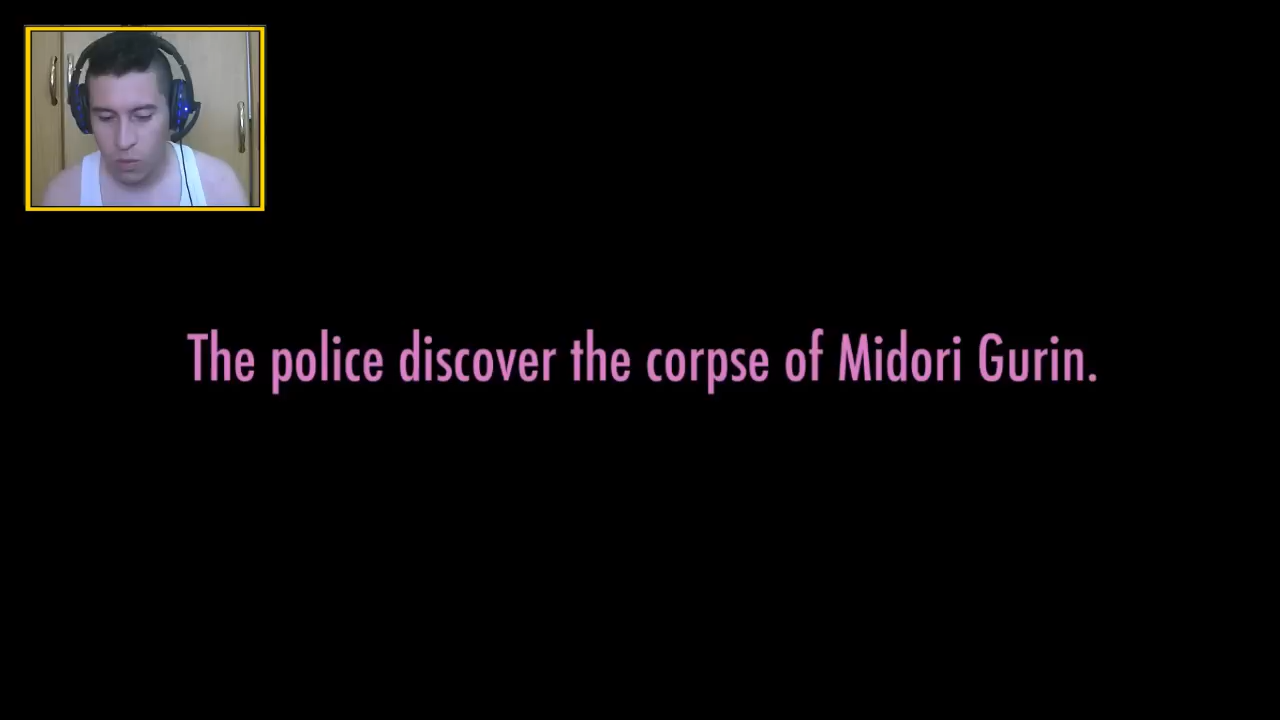 The police discover the corpse of Midori Gurin.